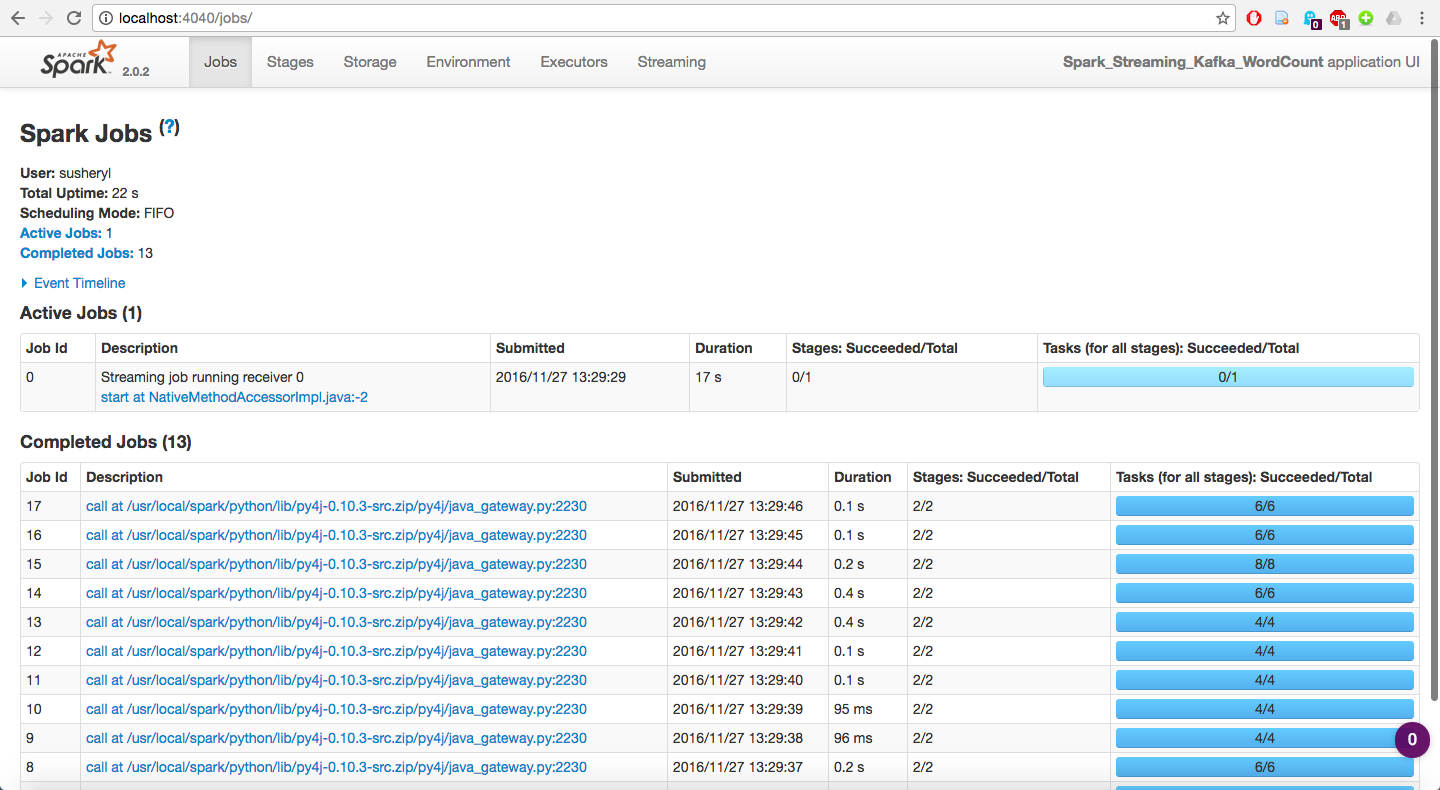 localhost:4040/jobs/
0
ABP
1
APACHE
Spark 2.0.2
Jobs Stages Storage Environment Executors Streaming
Spark_Streaming_Kafka_WordCount application UI
Spark Jobs (?)
User: susheryl
Total Uptime: 22 s
Scheduling Mode: FIFO
Active Jobs: 1
Completed Jobs: 13
Event Timeline
Active Jobs (1)
Job Id Description Submitted Duration Stages: Succeeded/Total Tasks (for all stages): Succeeded/Total
0 Streaming job running receiver 0 2016/11/27 13:29:29 17 s 0/1 0/1
start at NativeMethodAccessorImpl.java:-2
Completed Jobs (13)
Job Id Description Submitted Duration Stages: Succeeded/Total Tasks (for all stages): Succeeded/Total
17 call at /usr/local/spark/python/lib/py4j-0.10.3-src.zip/py4j/java_gateway.py:2230 2016/11/27 13:29:46 0.1 s 2/2 6/6
16 call at /usr/local/spark/python/lib/py4j-0.10.3-src.zip/py4j/java_gateway.py:2230 2016/11/27 13:29:45 0.1 s 2/2 6/6
15 call at /usr/local/spark/python/lib/py4j-0.10.3-src.zip/py4j/java_gateway.py:2230 2016/11/27 13:29:44 0.2 s 2/2 8/8
14 call at /usr/local/spark/python/lib/py4j-0.10.3-src.zip/py4j/java_gateway.py:2230 2016/11/27 13:29:43 0.4 s 2/2 6/6
13 call at /usr/local/spark/python/lib/py4j-0.10.3-src.zip/py4j/java_gateway.py:2230 2016/11/27 13:29:42 0.4 s 2/2 4/4
12 call at /usr/local/spark/python/lib/py4j-0.10.3-src.zip/py4j/java_gateway.py:2230 2016/11/27 13:29:41 0.1 s 2/2 4/4
11 call at /usr/local/spark/python/lib/py4j-0.10.3-src.zip/py4j/java_gateway.py:2230 2016/11/27 13:29:40 0.1 s 2/2 4/4
10 call at /usr/local/spark/python/lib/py4j-0.10.3-src.zip/py4j/java_gateway.py:2230 2016/11/27 13:29:39 95 ms 2/2 4/4
9 call at /usr/local/spark/python/lib/py4j-0.10.3-src.zip/py4j/java_gateway.py:2230 2016/11/27 13:29:38 96 ms 2/2 4/4
0
8 call at /usr/local/spark/python/lib/py4j-0.10.3-src.zip/py4j/java_gateway.py:2230 2016/11/27 13:29:37 0.2 s 2/2 6/6